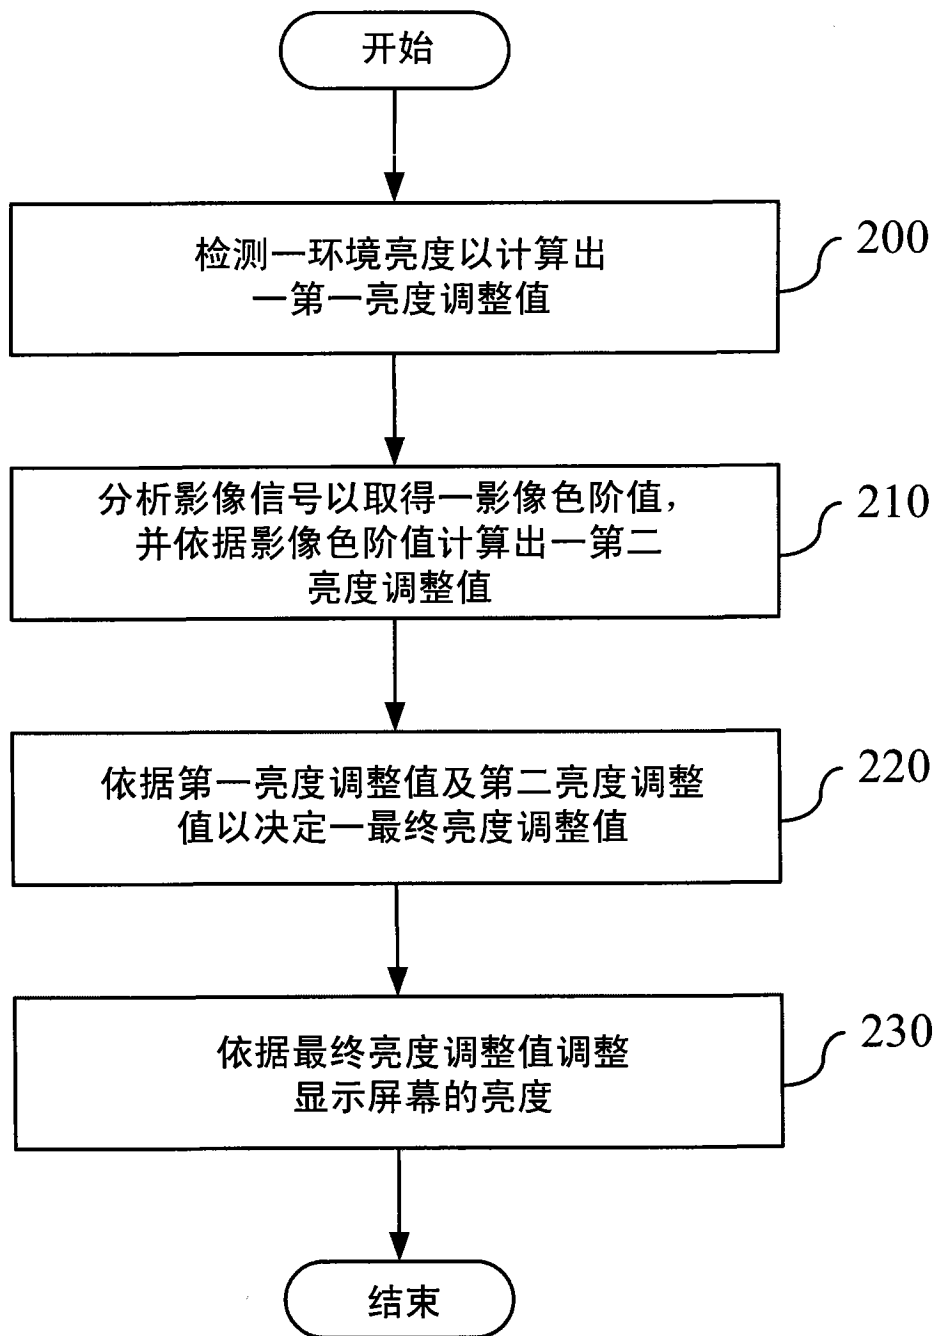 开始
检测一环境亮度以计算出
一第一亮度调整值
200
分析影像信号以取得一影像色阶值，
并依据影像色阶值计算出一第二
亮度调整值
210
依据第一亮度调整值及第二亮度调整
值以决定一最终亮度调整值
220
依据最终亮度调整值调整
显示屏幕的亮度
230
结束